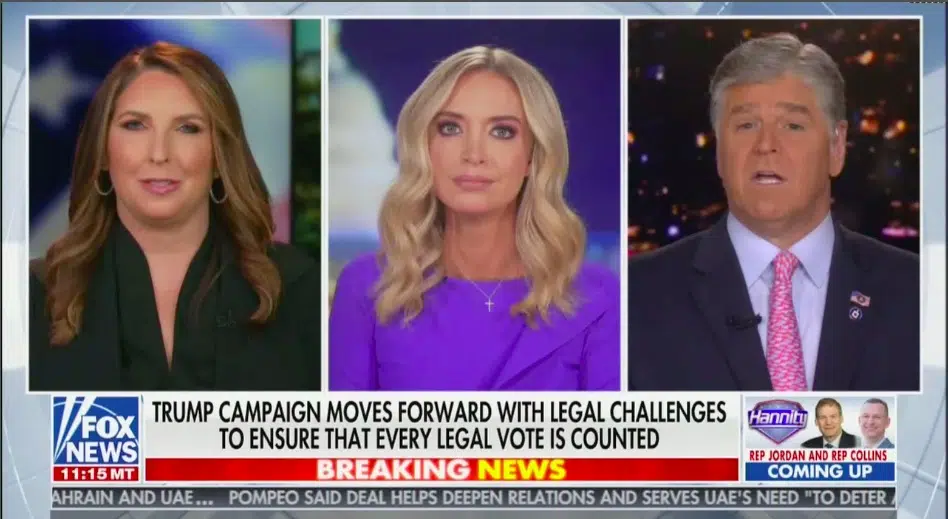 TRUMP CAMPAIGN MOVES FORWARD WITH LEGAL CHALLENGES
TO ENSURE THAT EVERY LEGAL VOTE IS COUNTED
FOX
NEWS
11:15 MT
BREAKING NEWS
Hannity
REP JORDAN AND REP COLLINS
COMING UP
AHRAIN AND UAE... POMPEO SAID DEAL HELPS DEEPEN RELATIONS AND SERVES UAE'S NEED "TO DETER